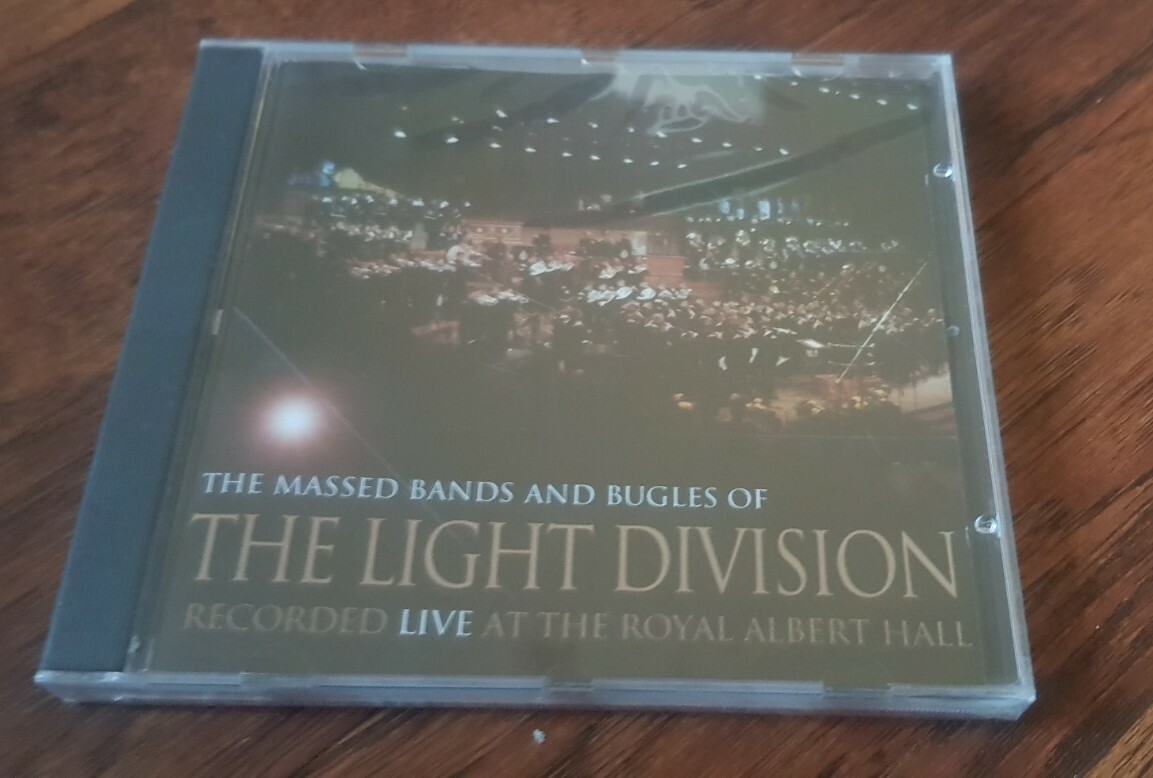 THE MASSED BANDS AND BUGLES OF
THE LIGHT DIVISION
RECORDED LIVE AT THE ROYAL ALBERT HALL